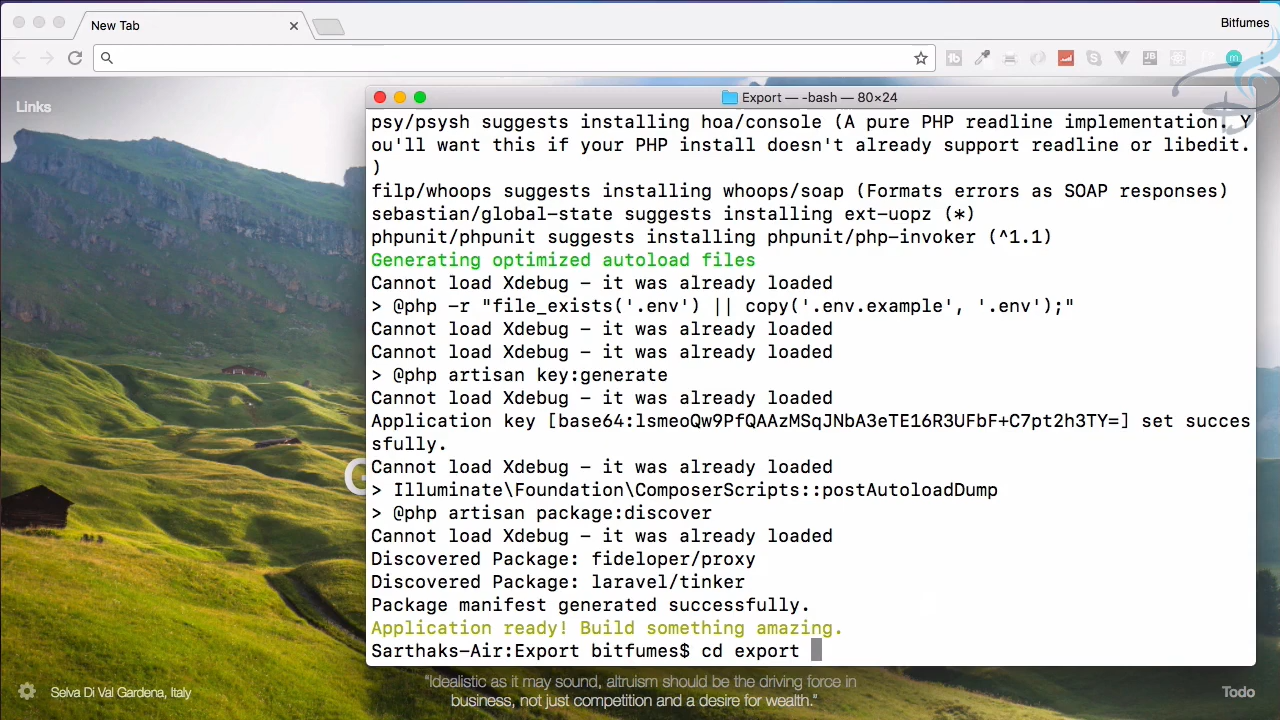 New Tab
Bitfumes
Links
Export — -bash — 80×24
psy/psysh suggests installing hoa/console (A pure PHP readline implementation. Y
ou'll want this if your PHP install doesn't already support readline or libedit.
)
filp/whoops suggests installing whoops/soap (Formats errors as SOAP responses)
sebastian/global-state suggests installing ext-uopz (*)
phpunit/phpunit suggests installing phpunit/php-invoker (^1.1)
Generating optimized autoload files
Cannot load Xdebug - it was already loaded
> @php -r "file_exists('.env') || copy('.env.example', '.env');"
Cannot load Xdebug - it was already loaded
Cannot load Xdebug - it was already loaded
> @php artisan key:generate
Cannot load Xdebug - it was already loaded
Application key [base64:lsmeoQw9PfQAAzMSqJNbA3eTE16R3UFbF+C7pt2h3TY=] set succes
sfully.
Cannot load Xdebug - it was already loaded
> Illuminate\Foundation\ComposerScripts::postAutoloadDump
> @php artisan package:discover
Cannot load Xdebug - it was already loaded
Discovered Package: fideloper/proxy
Discovered Package: laravel/tinker
Package manifest generated successfully.
Application ready! Build something amazing.
Sarthaks-Air:Export bitfumes$ cd export
"Idealistic as it may sound, altruism should be the driving force in
business, not just competition and a desire for wealth."
Selva Di Val Gardena, Italy
Todo